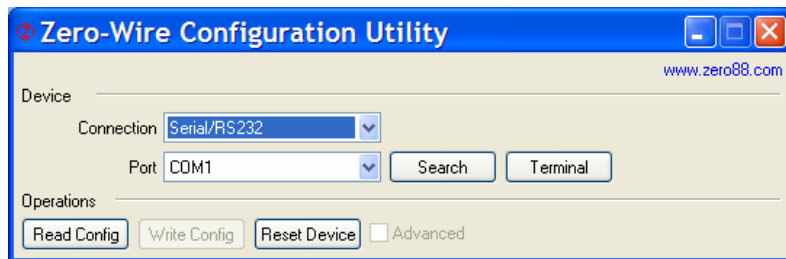 Zero-Wire Configuration Utility
www.zero88.com
Device
Connection Serial/RS232
Port COM1 Search Terminal
Operations
Read Config Write Config Reset Device Advanced